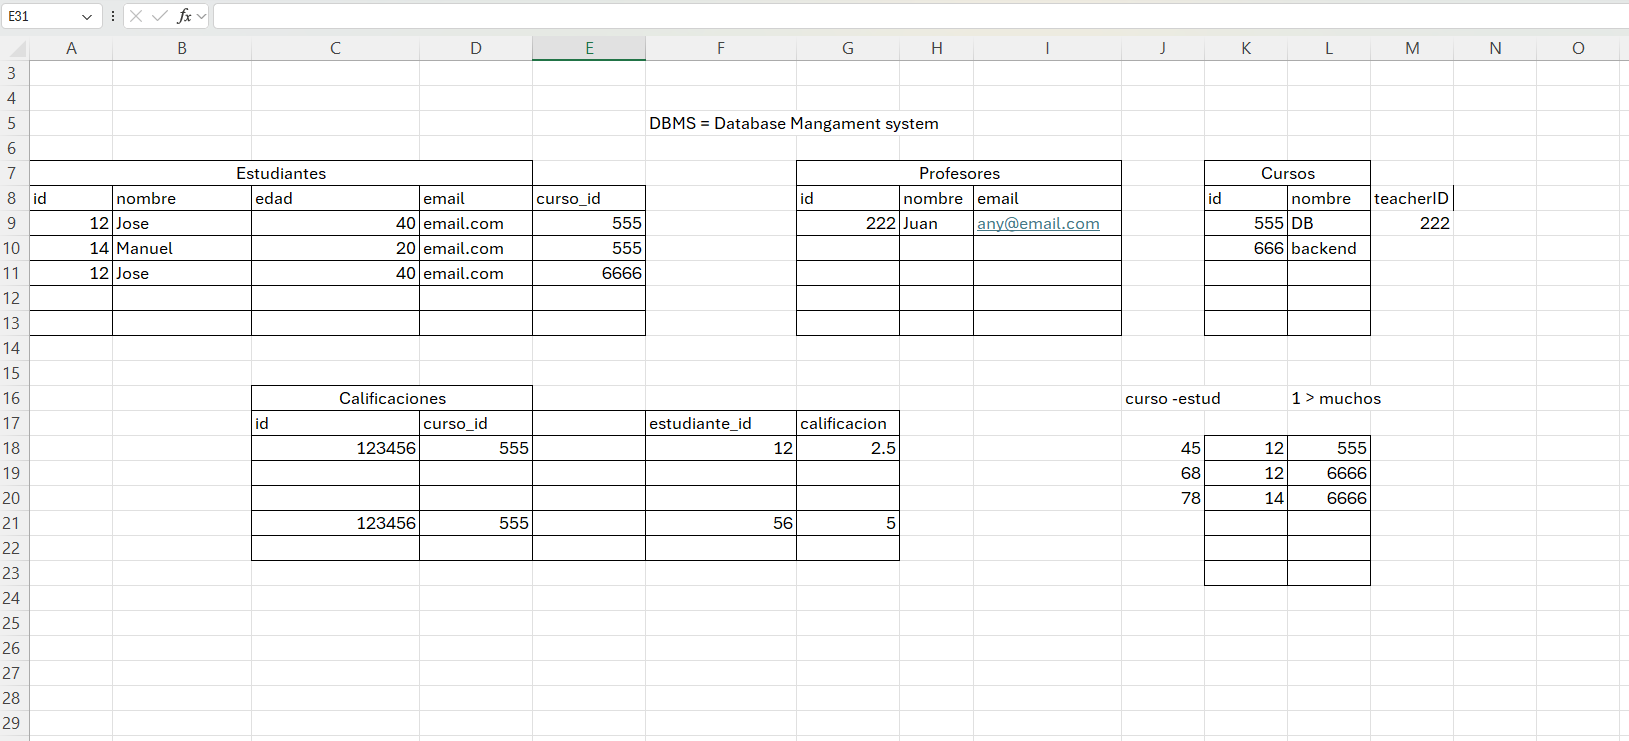 E31
fx
A B C D E F G H I J K L M N O
3
4
5 DBMS = Database Mangament system
6
7 Estudiantes Profesores Cursos
8 id nombre edad email curso_id id nombre email id nombre teacherID
9 12 Jose 40 email.com 555 222 Juan any@email.com 555 DB 222
10 14 Manuel 20 email.com 555 666 backend
11 12 Jose 40 email.com 6666
12
13
14
15
16 Calificaciones curso -estud 1 > muchos
17 id curso_id estudiante_id calificacion
18 123456 555 12 2.5 45 12 555
19 68 12 6666
20 78 14 6666
21 123456 555 56 5
22
23
24
25
26
27
28
29